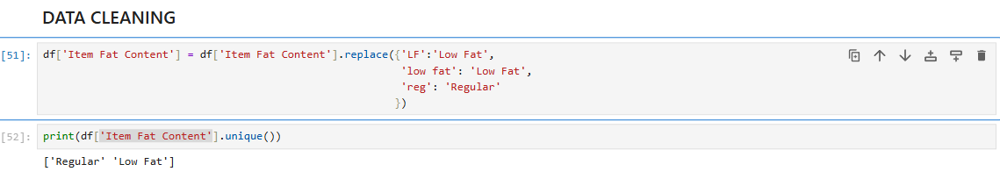 DATA CLEANING
[51]: df['Item Fat Content'] = df['Item Fat Content'].replace({'LF':'Low Fat',
'low fat': 'Low Fat',
'reg': 'Regular'
})
[52]: print(df['Item Fat Content'].unique())
['Regular' 'Low Fat']